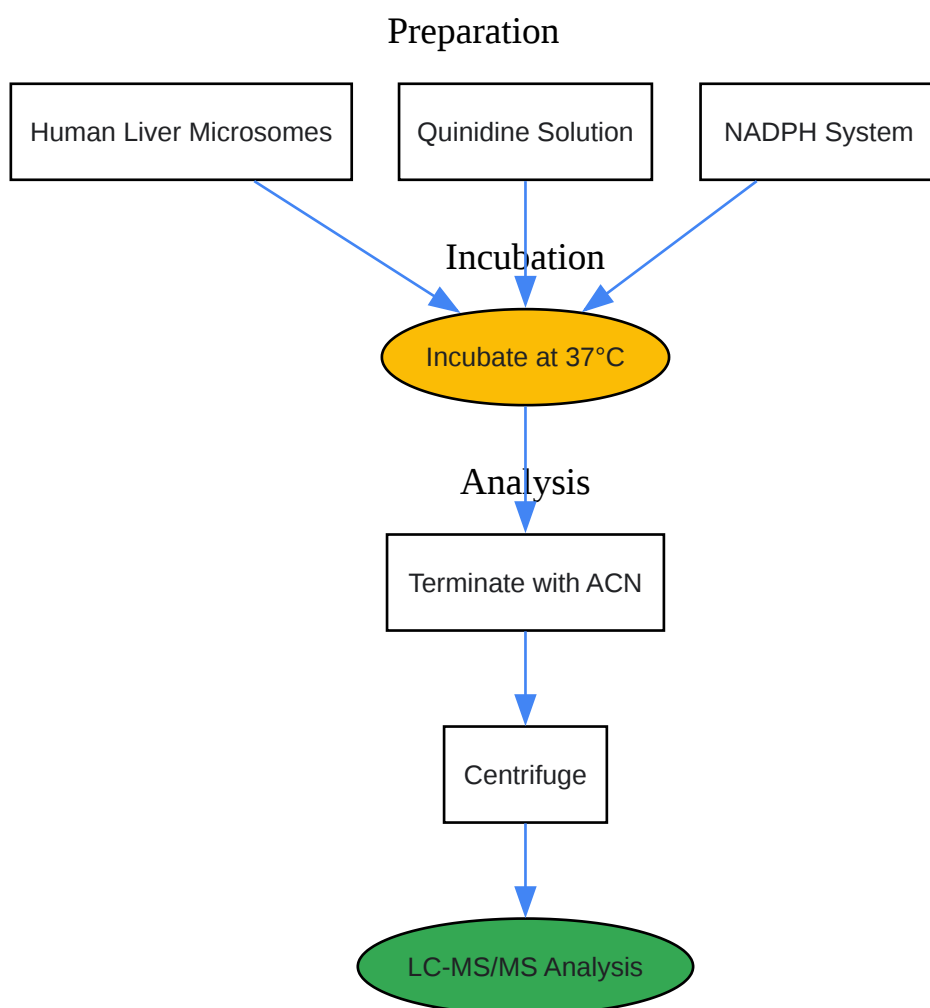 Preparation
Human Liver Microsomes
Quinidine Solution
NADPH System
Incubation
Incubate at 37°C
Analysis
Terminate with ACN
Centrifuge
LC-MS/MS Analysis